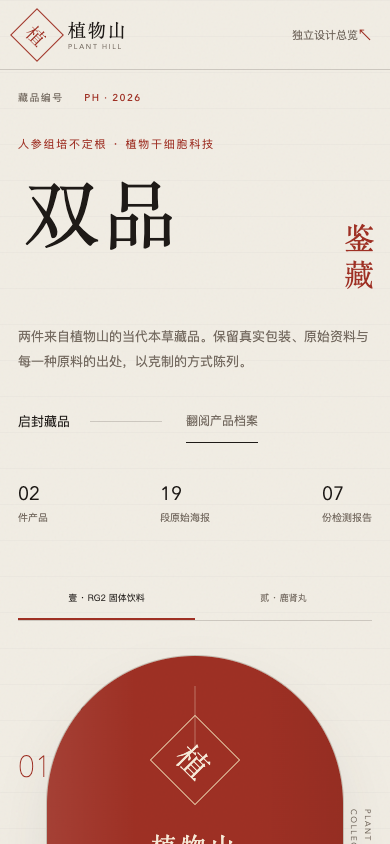 植
植物山
PLANT HILL
独立设计总览↖
藏品编号 PH · 2026
人参组培不定根 · 植物干细胞科技
双品
鉴藏
两件来自植物山的当代本草藏品。保留真实包装、原始资料与
每一种原料的出处，以克制的方式陈列。
启封藏品
翻阅产品档案
02 19 07
件产品 段原始海报 份检测报告
壹 · RG2 固体饮料 贰 · 鹿肾丸
植
01
植物山
PLANT